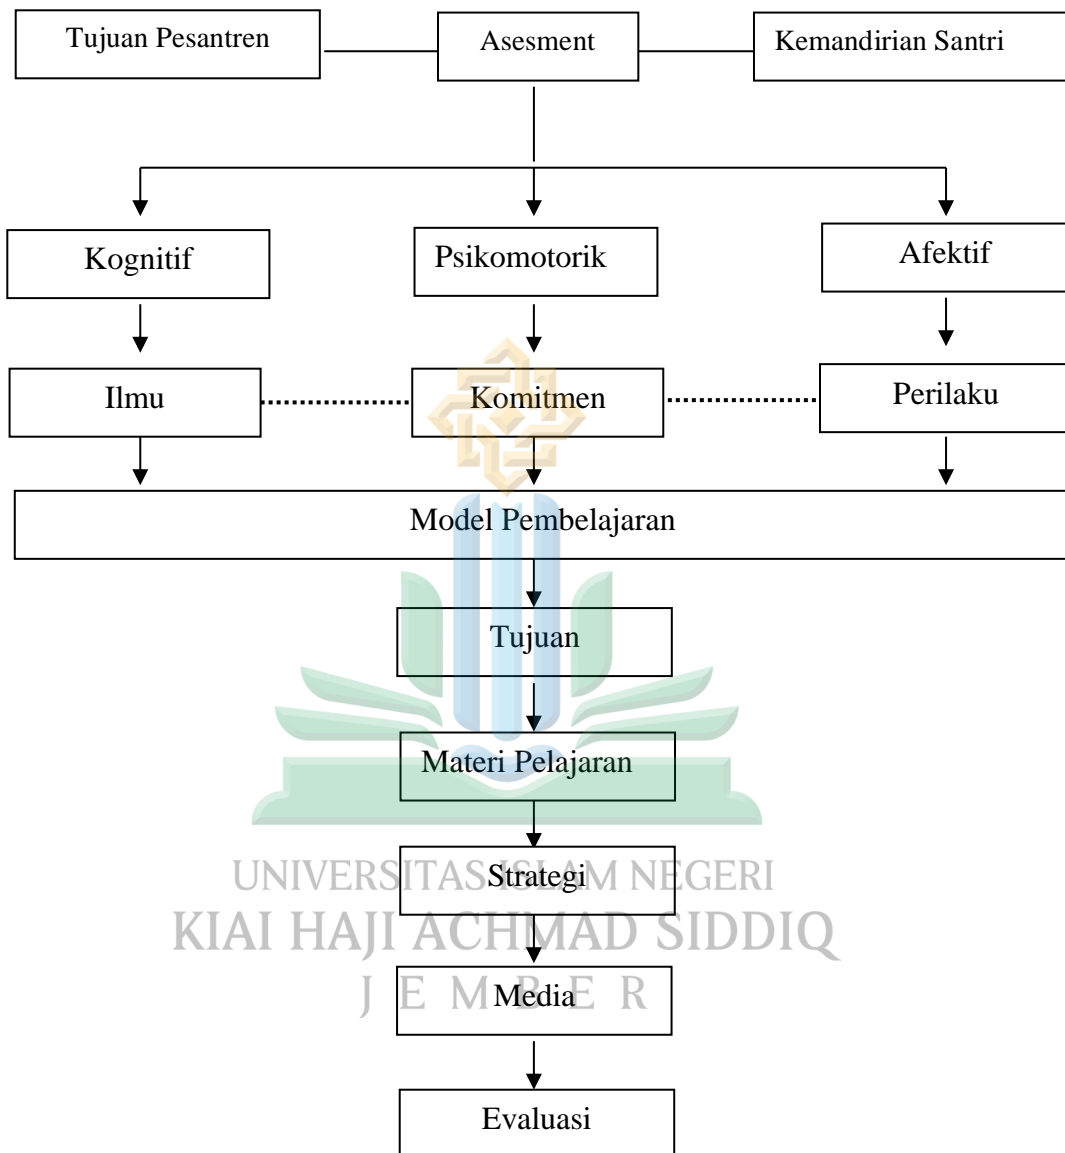 Tujuan Pesantren
Asesment
Kemandirian Santri
Kognitif
Psikomotorik
Afektif
Ilmu
Komitmen
Perilaku
Model Pembelajaran
Tujuan
Materi Pelajaran
Strategi
UNIVERSITAS ISLAM NEGERI
KIAI HAJI ACHMAD SIDDIQ
Media
JEMBER
Evaluasi